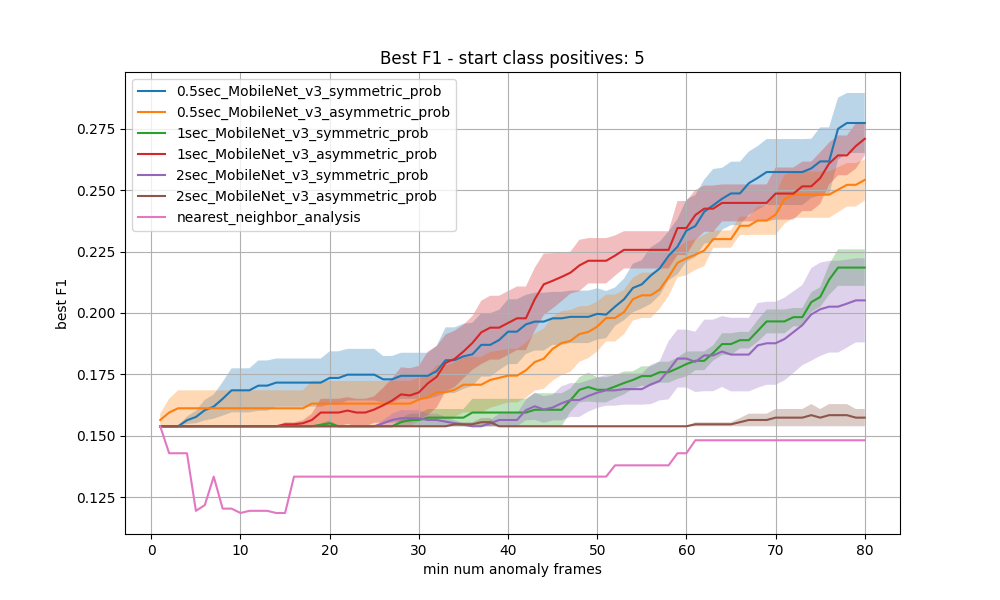 Best F1 - start class positives: 5
0.5sec_MobileNet_v3_symmetric_prob
0.5sec_MobileNet_v3_asymmetric_prob
1sec_MobileNet_v3_symmetric_prob
1sec_MobileNet_v3_asymmetric_prob
2sec_MobileNet_v3_symmetric_prob
2sec_MobileNet_v3_asymmetric_prob
nearest_neighbor_analysis
best F1
0.275
0.250
0.225
0.200
0.175
0.150
0.125
0 10 20 30 40 50 60 70 80
min num anomaly frames